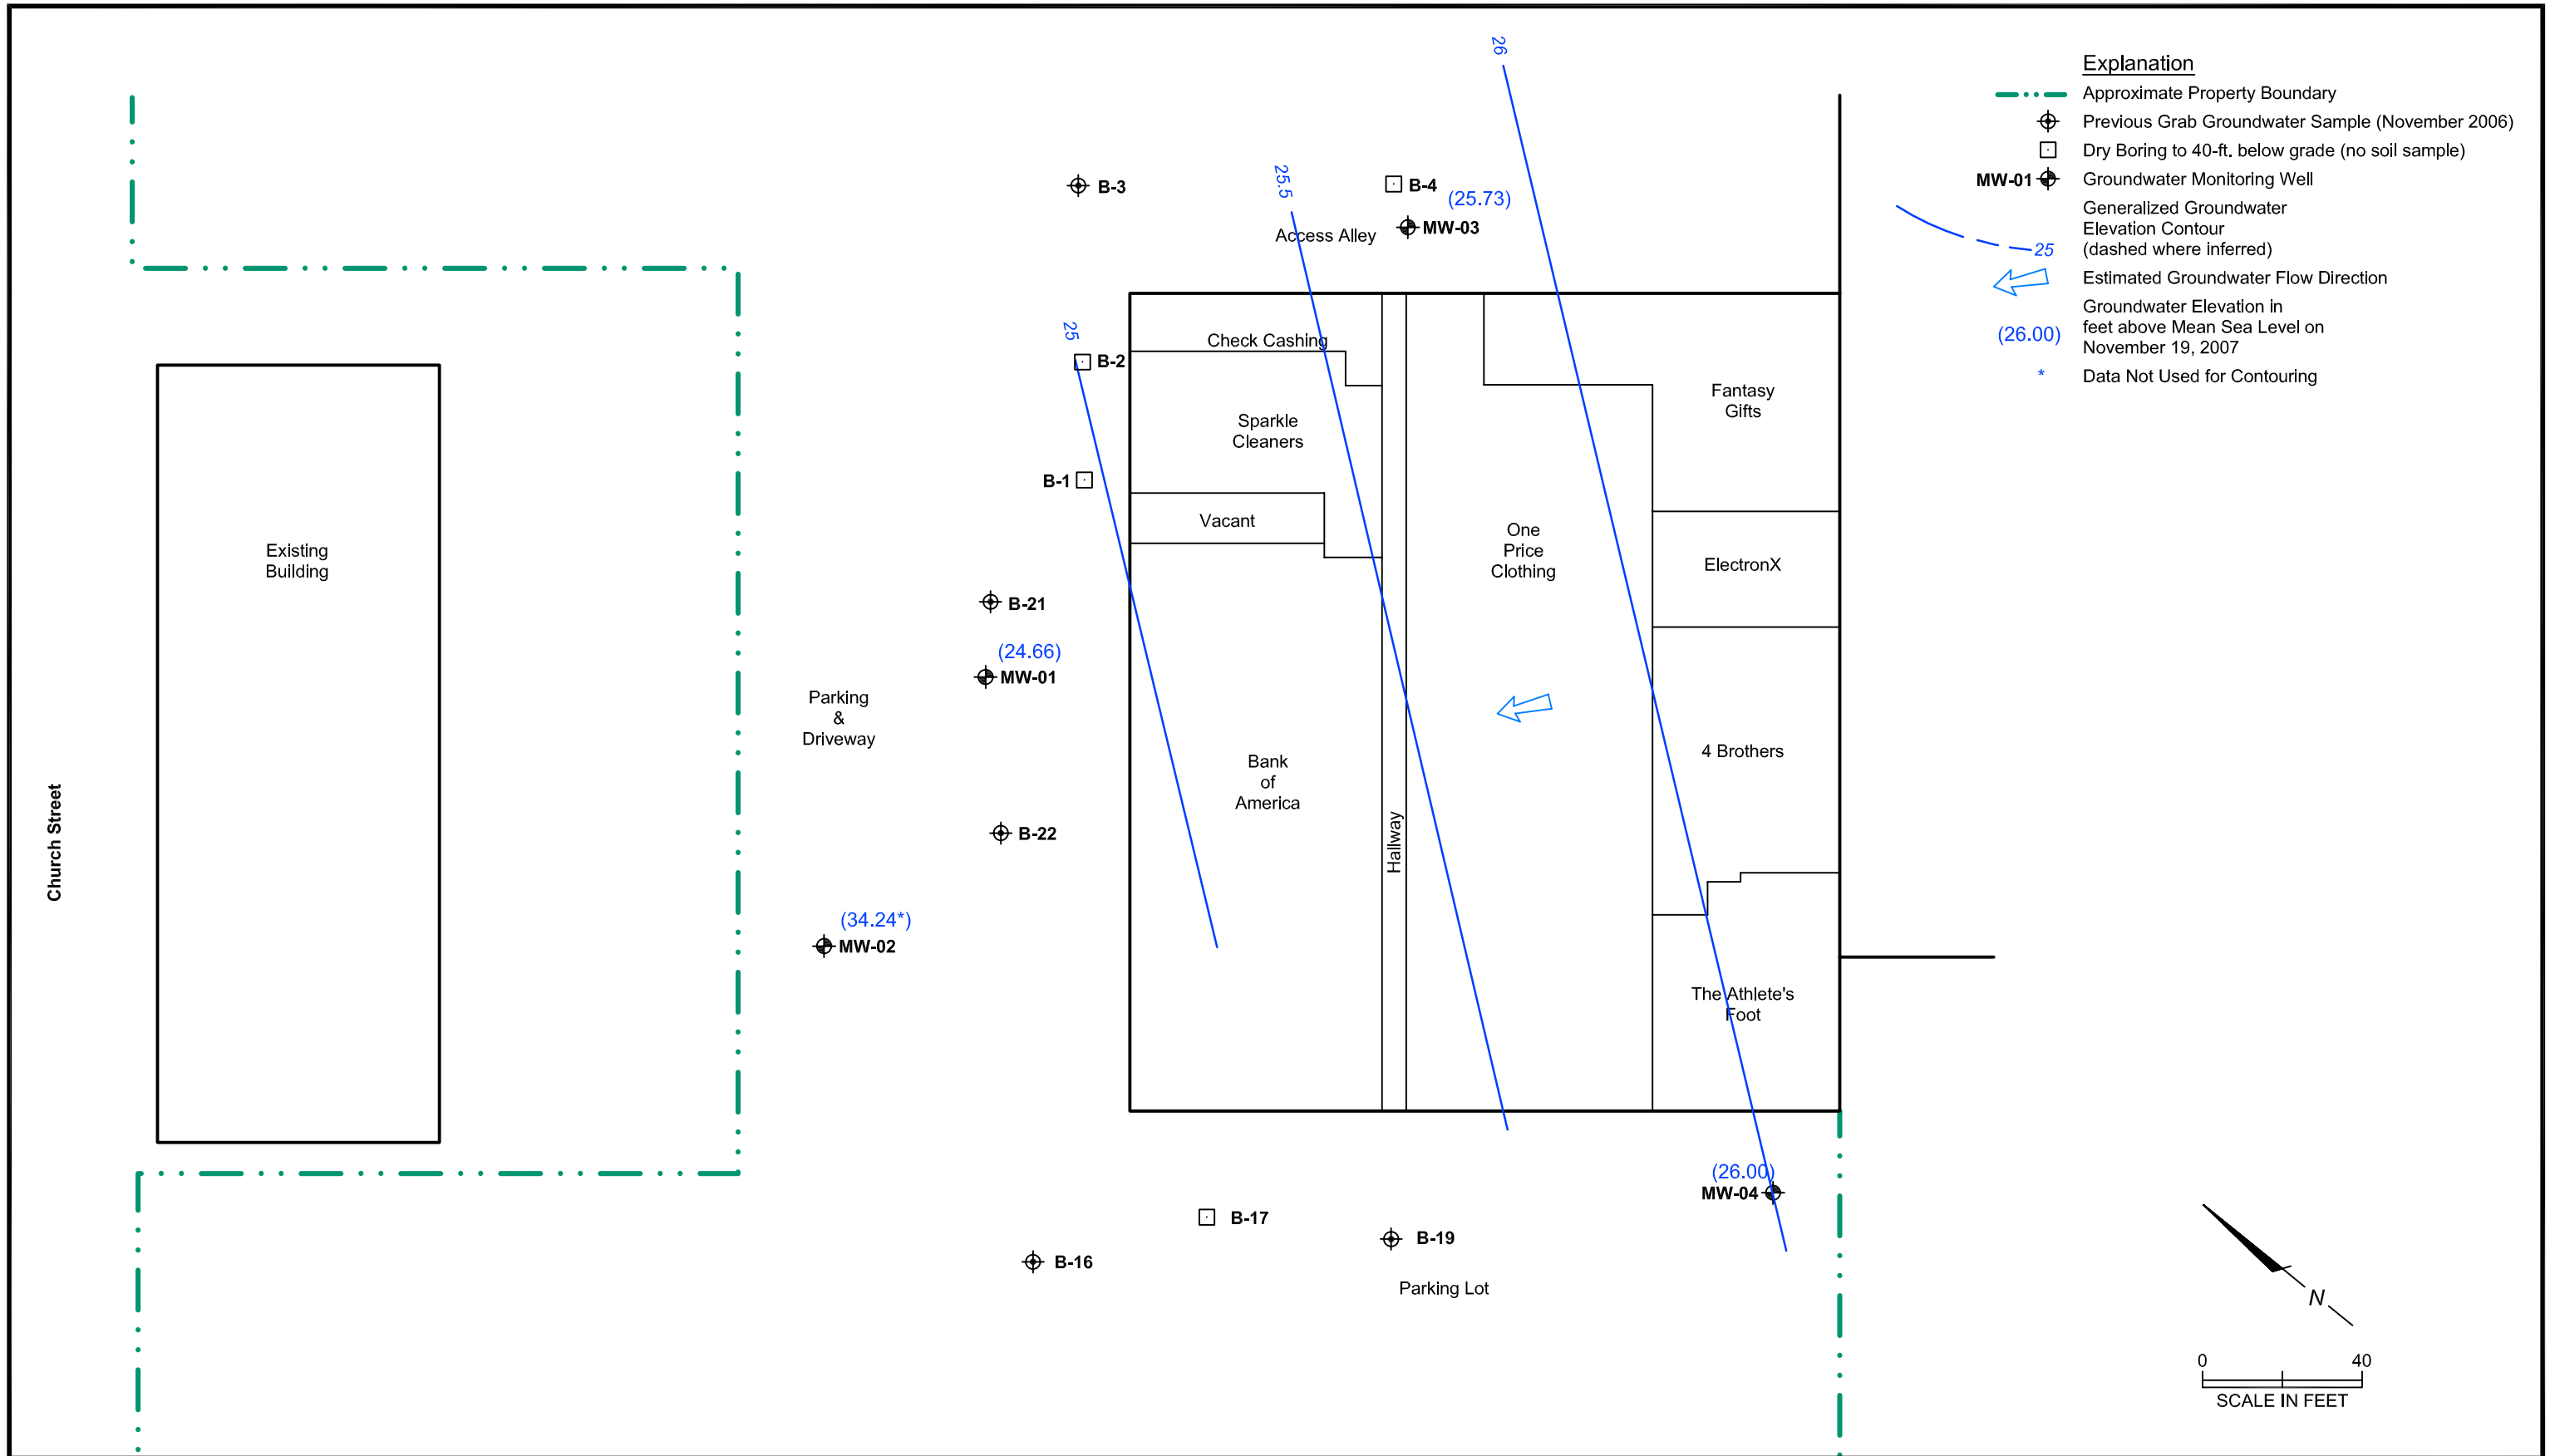 Explanation
Approximate Property Boundary
Previous Grab Groundwater Sample (November 2006)
Dry Boring to 40-ft. below grade (no soil sample)
MW-01
Groundwater Monitoring Well
Generalized Groundwater
Elevation Contour
(dashed where inferred)
25
Estimated Groundwater Flow Direction
(26.00)
Groundwater Elevation in
feet above Mean Sea Level on
November 19, 2007
*
Data Not Used for Contouring
26
25.5
25
B-3
B-4
(25.73)
MW-03
Access Alley
Check Cashing
B-2
Sparkle
Cleaners
Fantasy
Gifts
B-1
Vacant
One
Price
Clothing
ElectronX
Existing
Building
B-21
(24.66)
MW-01
Parking
&
Driveway
Bank
of
America
Hallway
4 Brothers
B-22
Church Street
(34.24*)
MW-02
The Athlete's
Foot
(26.00)
MW-04
B-17
B-19
B-16
Parking Lot
N
0
40
SCALE IN FEET